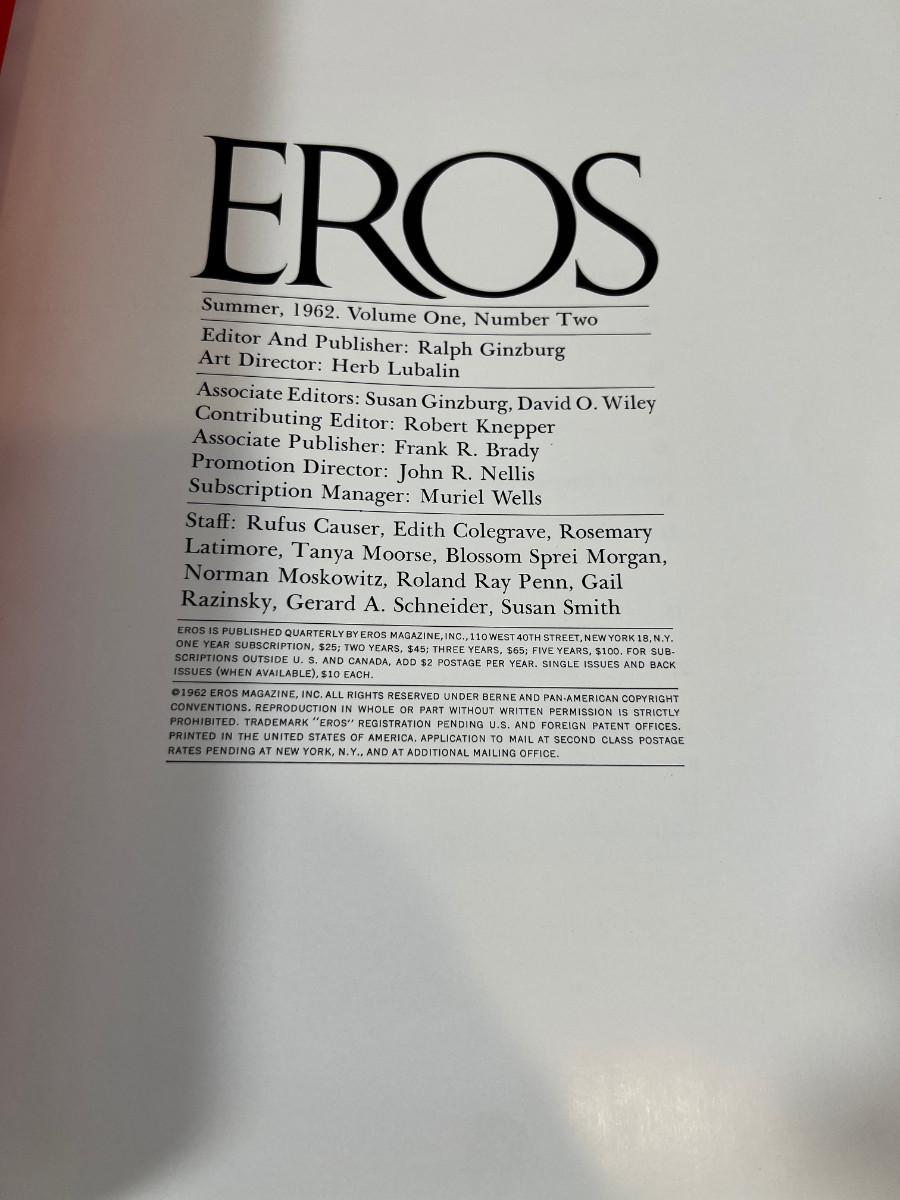 EROS
Summer, 1962. Volume One, Number Two
Editor And Publisher: Ralph Ginzburg
Art Director: Herb Lubalin
Associate Editors: Susan Ginzburg, David O. Wiley
Contributing Editor: Robert Knepper
Associate Publisher: Frank R. Brady
Promotion Director: John R. Nellis
Subscription Manager: Muriel Wells
Staff: Rufus Causer, Edith Colegrave, Rosemary
Latimore, Tanya Moorse, Blossom Sprei Morgan,
Norman Moskowitz, Roland Ray Penn, Gail
Razinsky, Gerard A. Schneider, Susan Smith
EROS IS PUBLISHED QUARTERLY BY EROS MAGAZINE, INC., 110 WEST 40TH STREET, NEW YORK 18, N.Y.
ONE YEAR SUBSCRIPTION, $25; TWO YEARS, $45; THREE YEARS, $65; FIVE YEARS, $100. FOR SUB-
SCRIPTIONS OUTSIDE U. S. AND CANADA, ADD $2 POSTAGE PER YEAR. SINGLE ISSUES AND BACK
ISSUES (WHEN AVAILABLE), $10 EACH.
©1962 EROS MAGAZINE, INC. ALL RIGHTS RESERVED UNDER BERNE AND PAN-AMERICAN COPYRIGHT
CONVENTIONS. REPRODUCTION IN WHOLE OR PART WITHOUT WRITTEN PERMISSION IS STRICTLY
PROHIBITED. TRADEMARK "EROS" REGISTRATION PENDING U.S. AND FOREIGN PATENT OFFICES.
PRINTED IN THE UNITED STATES OF AMERICA. APPLICATION TO MAIL AT SECOND CLASS POSTAGE
RATES PENDING AT NEW YORK, N.Y., AND AT ADDITIONAL MAILING OFFICE.